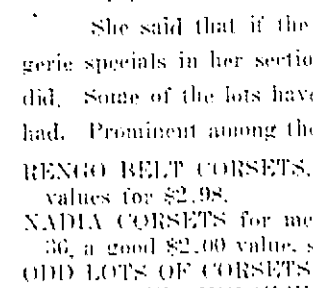 She said that if the
gerie specials in her sectio
did. Some of the lots have
had. Prominent among the
RENGO BELT CORSETS,
values for $2.98.
NADIA CORSETS for me
36, a good $2.00 value, s
ODD LOTS OF CORSETS